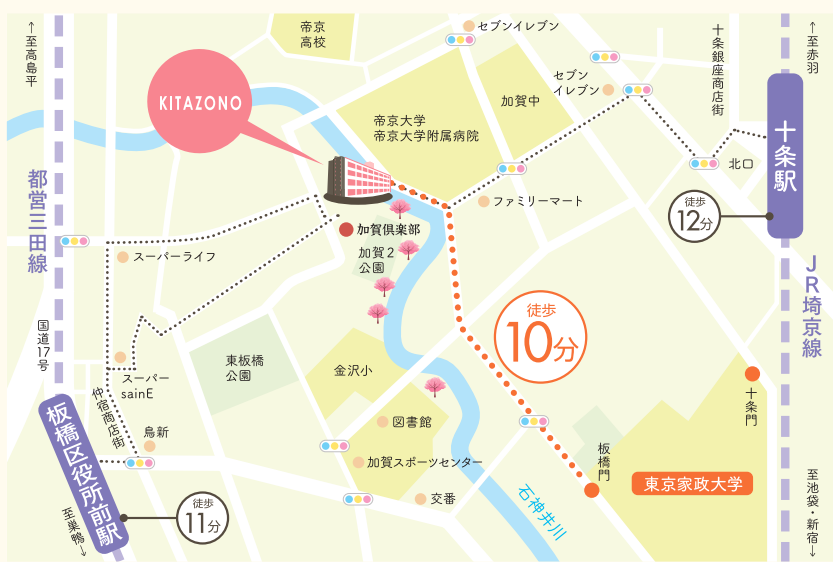 ←至高島平
帝京
高校
セブンイレブン
十条銀座商店街
←至赤羽
KITAZONO
セブン
イレブン
加賀中
帝京大学
帝京大学附属病院
十条駅
北口
都営三田線
ファミリーマート
徒歩
12分
加賀倶楽部
加賀2
公園
スーパーライフ
JR埼京線
徒歩
10分
国道17号
東板橋
公園
金沢小
スーパー
sainE
仲宿商店街
十条門
図書館
鳥新
板橋区役所前駅
板橋門
加賀スポーツセンター
東京家政大学
交番
石神井川
至池袋・新宿→
徒歩
11分
至巣鴨→